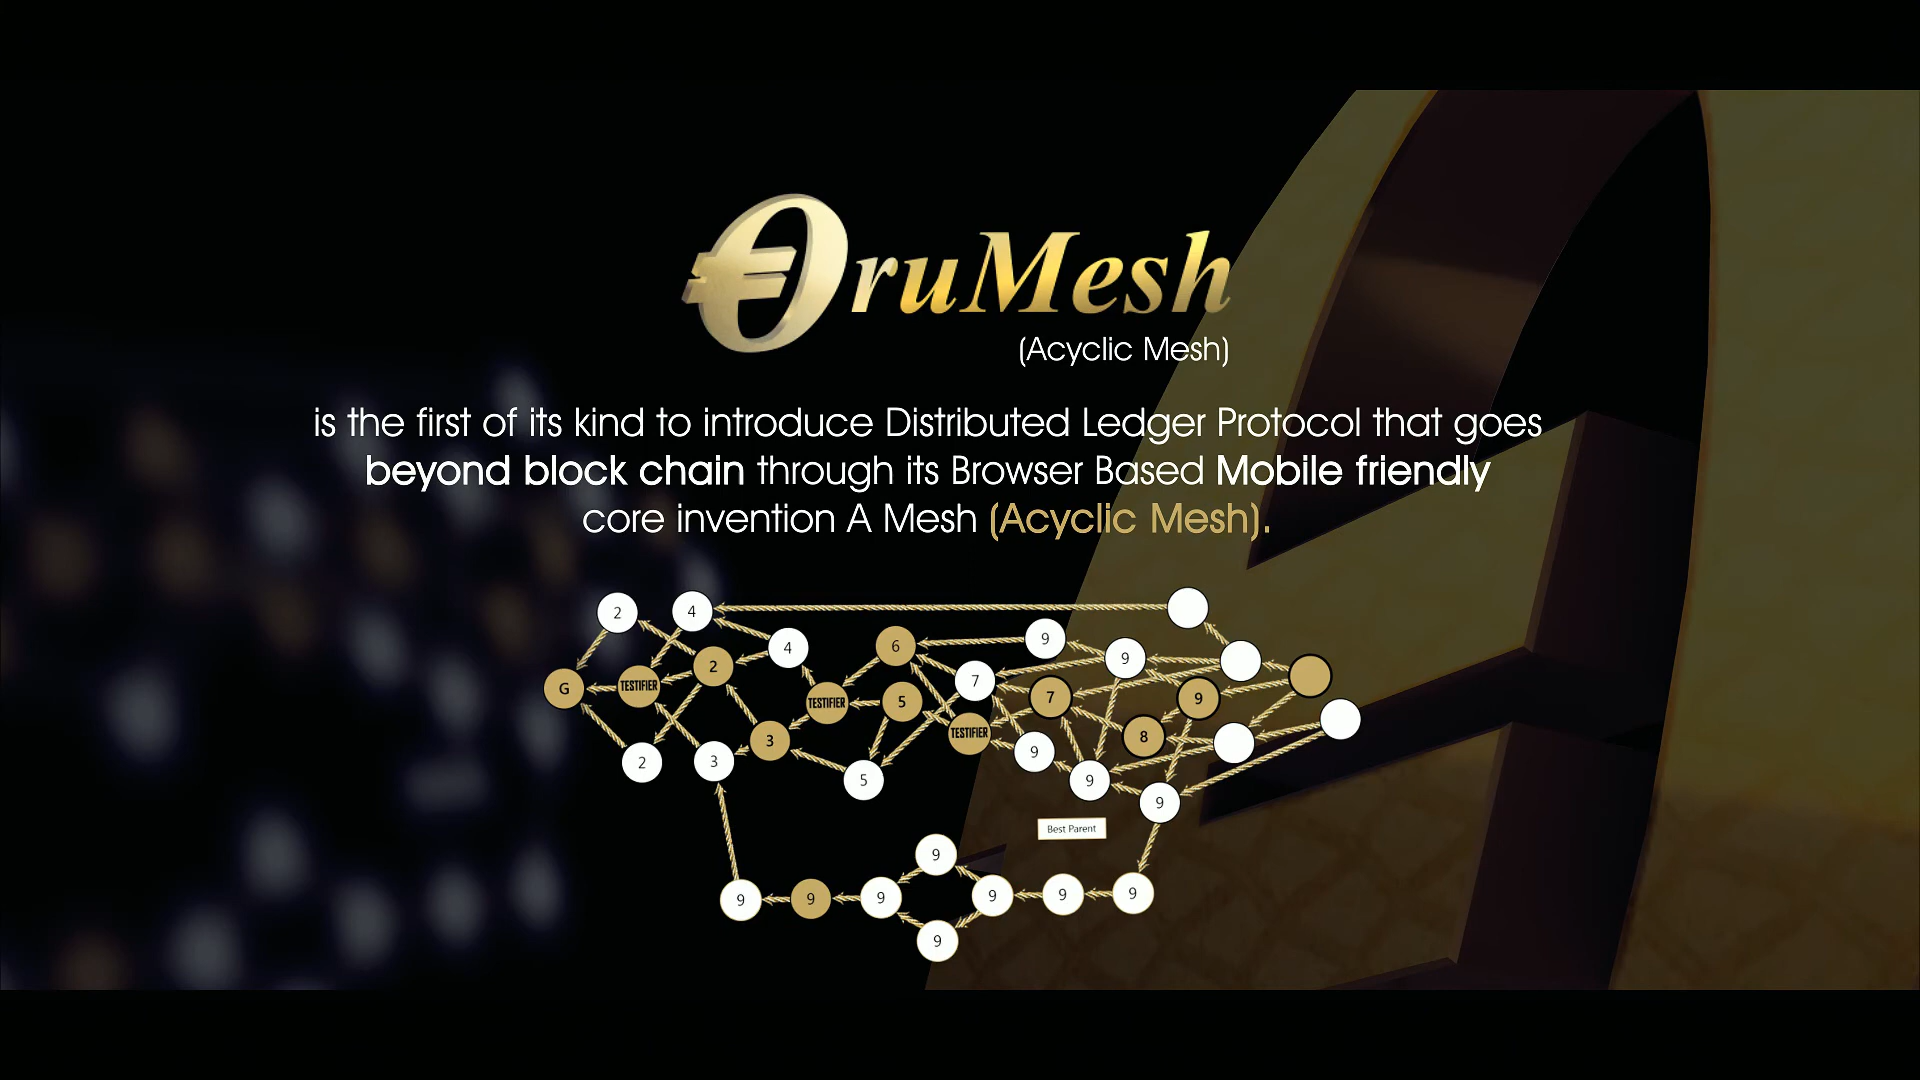 OruMesh
(Acyclic Mesh)
is the first of its kind to introduce Distributed Ledger Protocol that goes
beyond block chain through its Browser Based Mobile friendly
core invention A Mesh (Acyclic Mesh).
2 4
4 6 9 9
G TESTIFIER 2 TESTIFIER 5 7 7 9
3 TESTIFIER 8
2 3 5 9 9 9
Best Parent
9
9 9 9 9 9 9
9